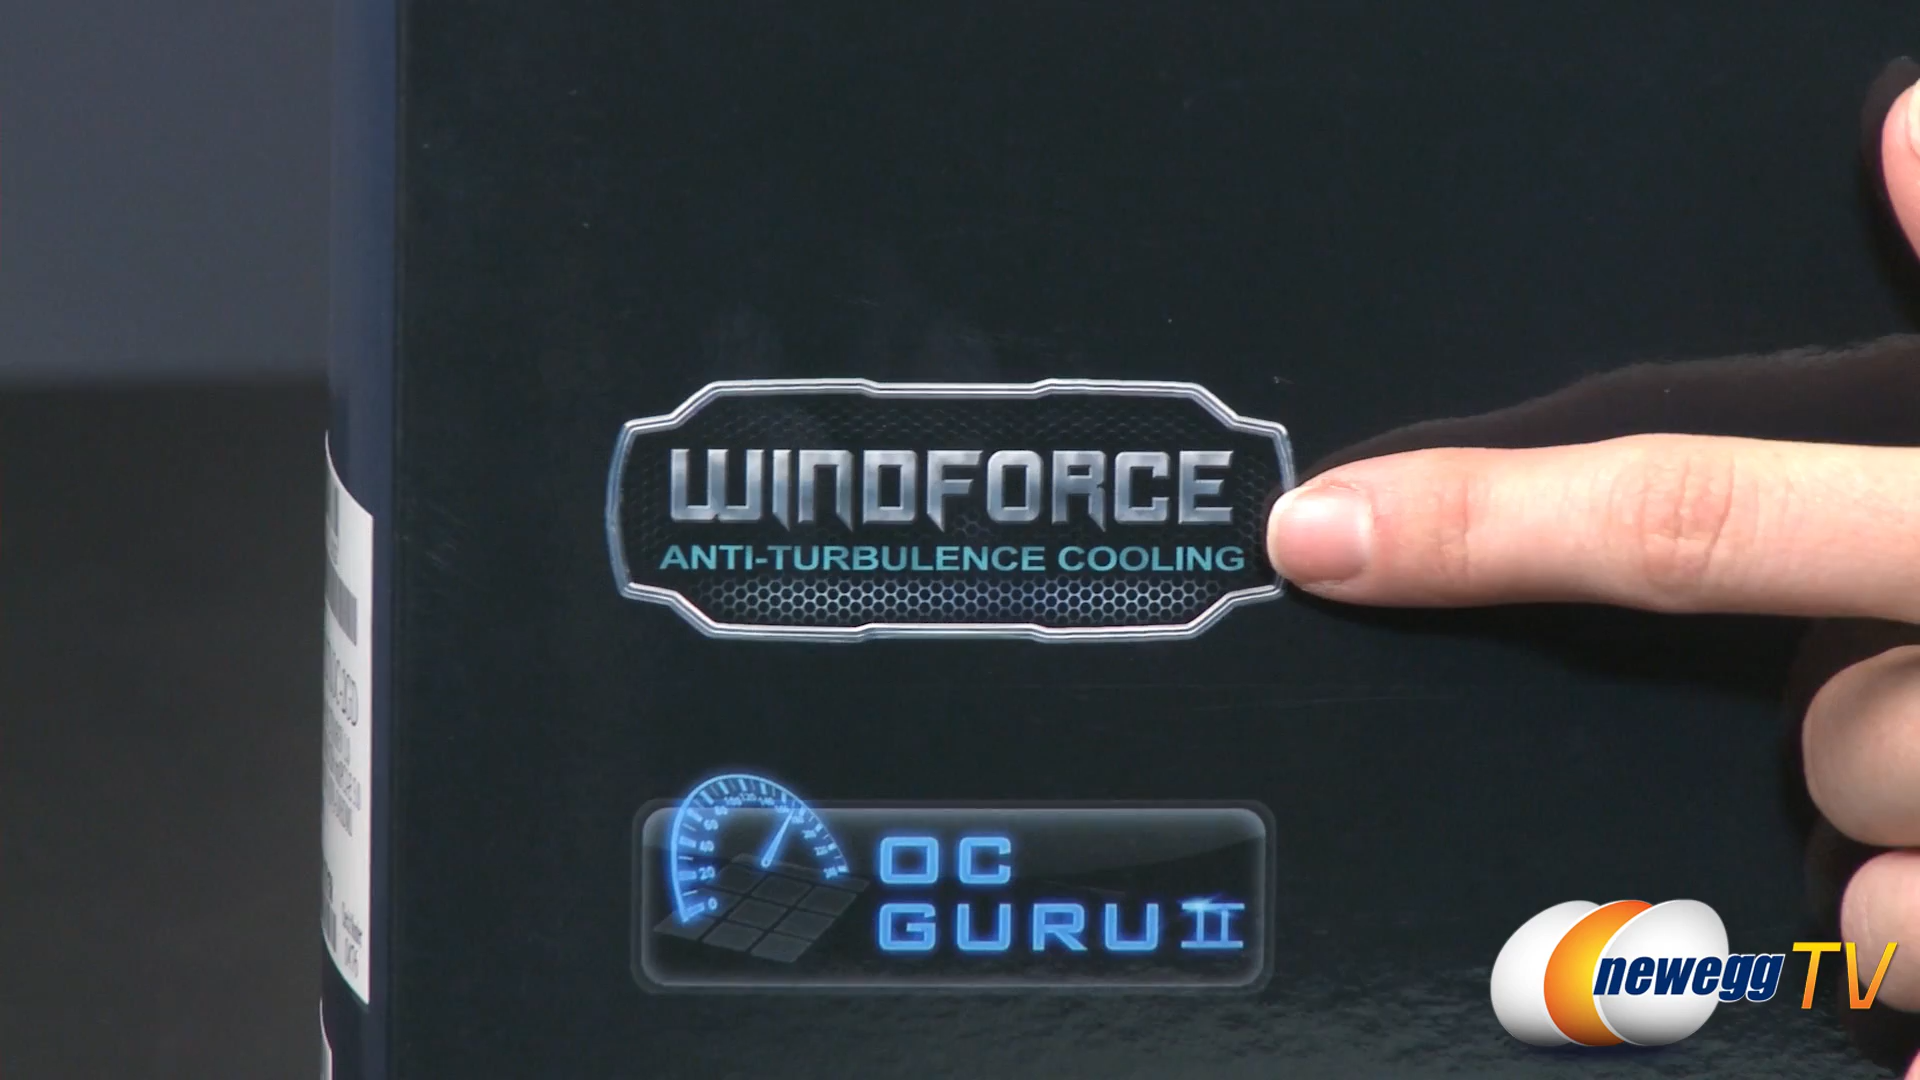 WINDFORCE
ANTI-TURBULENCE COOLING
OC
GURU II
newegg TV